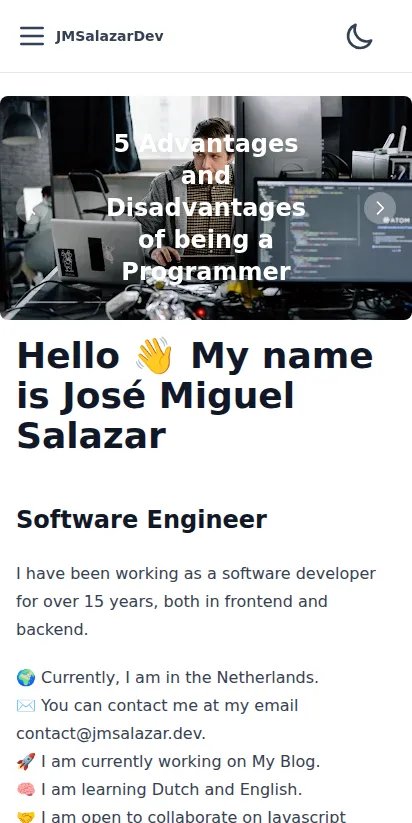 JMSalazarDev
5 Advantages
and
Disadvantages
of being a
Programmer
ATOM
Hello 👋 My name
is José Miguel
Salazar
Software Engineer
I have been working as a software developer
for over 15 years, both in frontend and
backend.
🌍 Currently, I am in the Netherlands.
✉️ You can contact me at my email
contact@jmsalazar.dev.
🚀 I am currently working on My Blog.
🧠 I am learning Dutch and English.
🤝 I am open to collaborate on Javascript